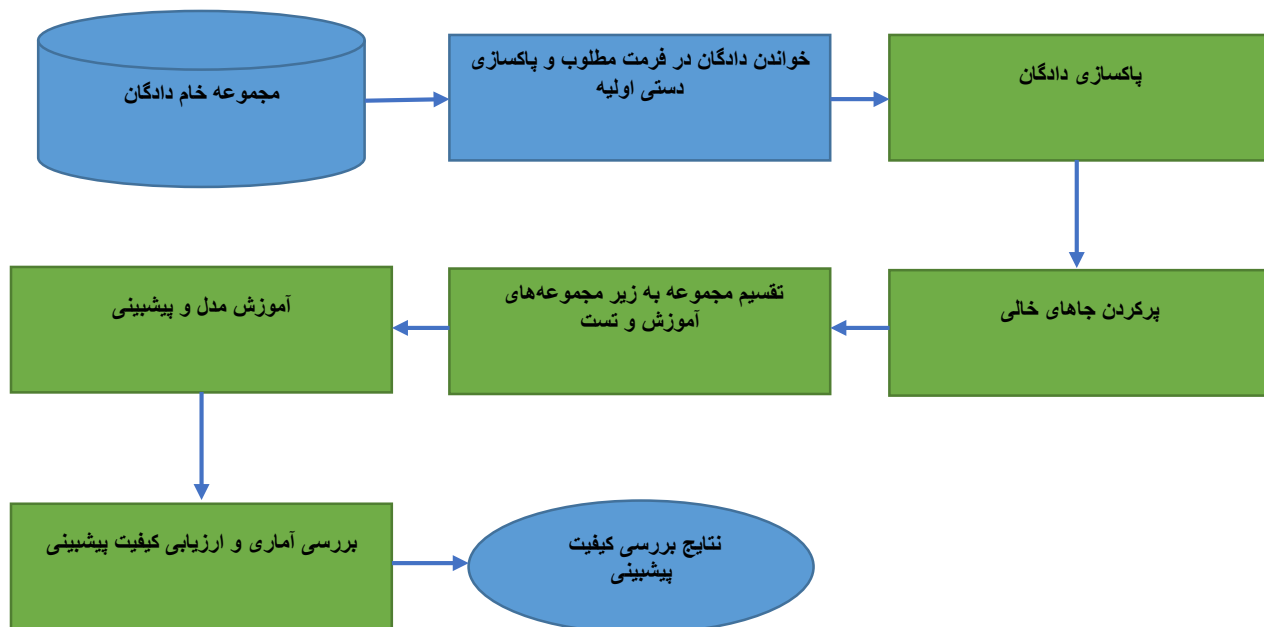 مجموعه خام دادگان
خواندن دادگان در فرمت مطلوب و پاکسازی
دستی اولیه
پاکسازی دادگان
پرکردن جاهای خالی
تقسیم مجموعه به زیر مجموعه‌های
آموزش و تست
آموزش مدل و پیشبینی
بررسی آماری و ارزیابی کیفیت پیشبینی
نتایج بررسی کیفیت
پیشبینی